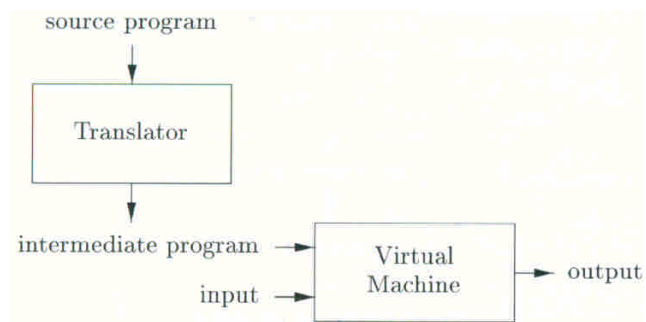 source program
Translator
intermediate program
Virtual
Machine
input
output